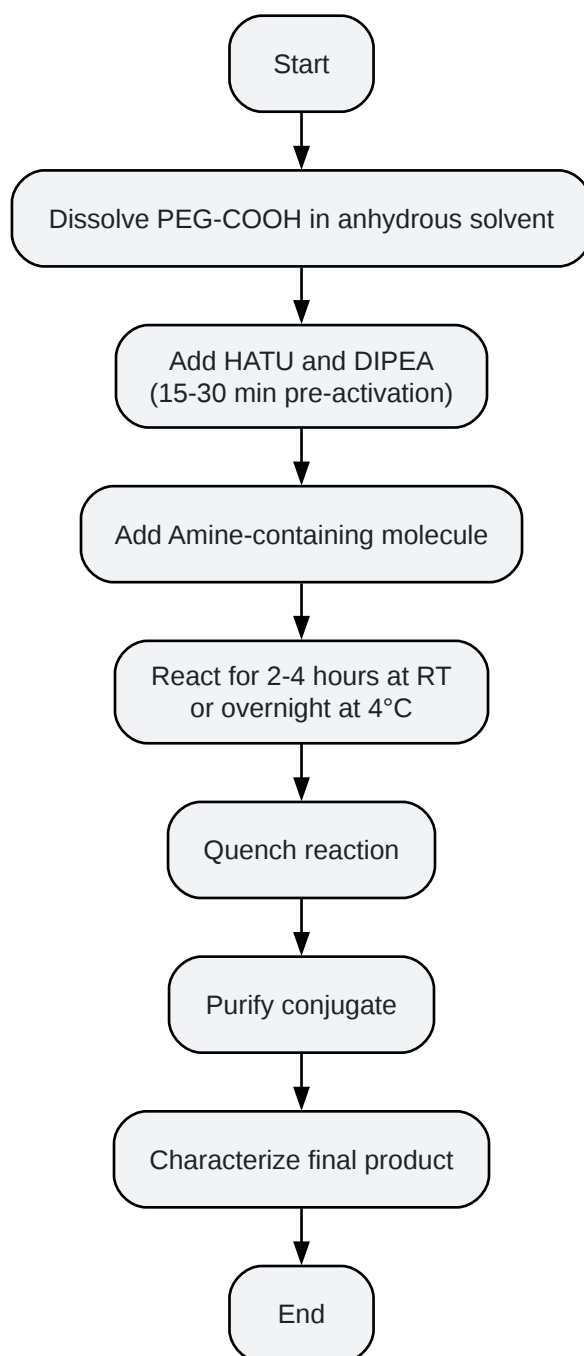 Start
Dissolve PEG-COOH in anhydrous solvent
Add HATU and DIPEA
(15-30 min pre-activation)
Add Amine-containing molecule
React for 2-4 hours at RT
or overnight at 4°C
Quench reaction
Purify conjugate
Characterize final product
End